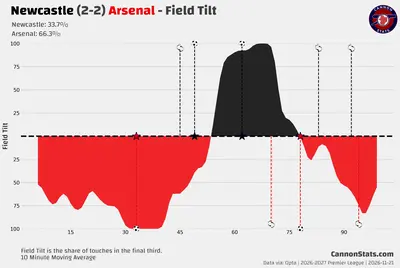 Newcastle (2-2) Arsenal - Field Tilt
Newcastle: 33.7%
Arsenal: 66.3%
CANNON
STATS
100
75
50
25
0
25
50
75
100
Field Tilt
0
15
30
45
60
75
90
Field Tilt is the share of touches in the final third.
10 Minute Moving Average
CannonStats.com
Data via: Opta | 2026-2027 Premier League | 2026-11-21